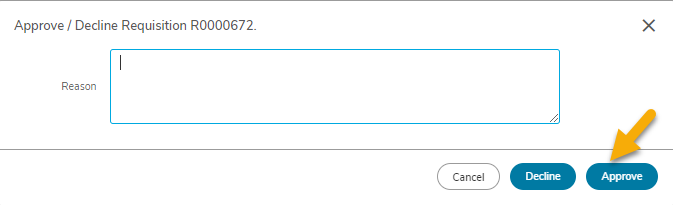 Approve / Decline Requisition R0000672.
Reason
Cancel
Decline
Approve